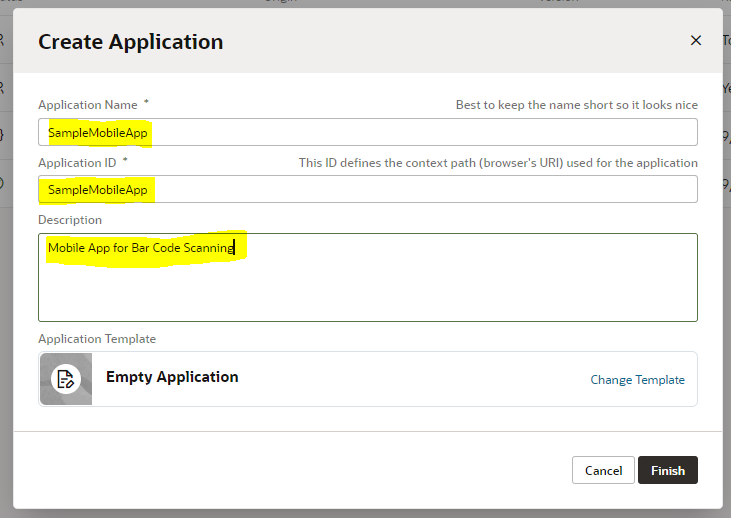 Origin
Version
Create Application
Application Name *
Best to keep the name short so it looks nice
SampleMobileApp
Application ID *
This ID defines the context path (browser's URI) used for the application
SampleMobileApp
Description
Mobile App for Bar Code Scanning
Application Template
Empty Application
Change Template
Cancel
Finish